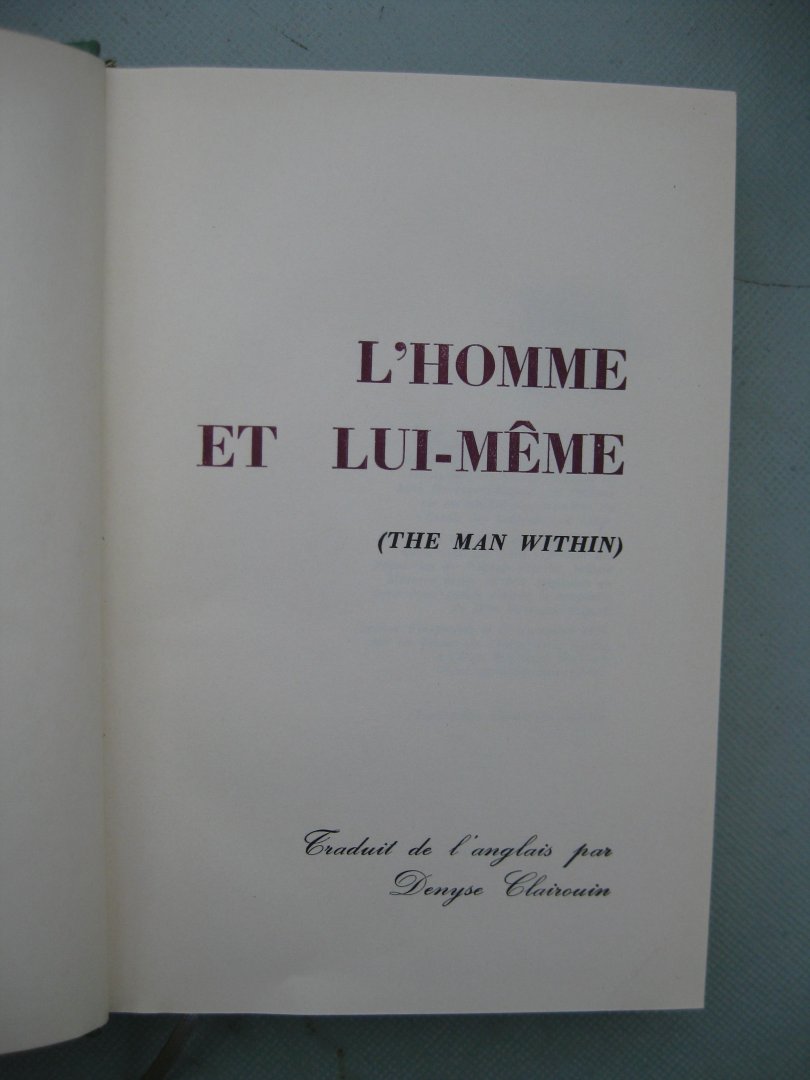 L'HOMME
ET LUI-MÊME
(THE MAN WITHIN)
Traduit de l'anglais par
Denyse Clairouin